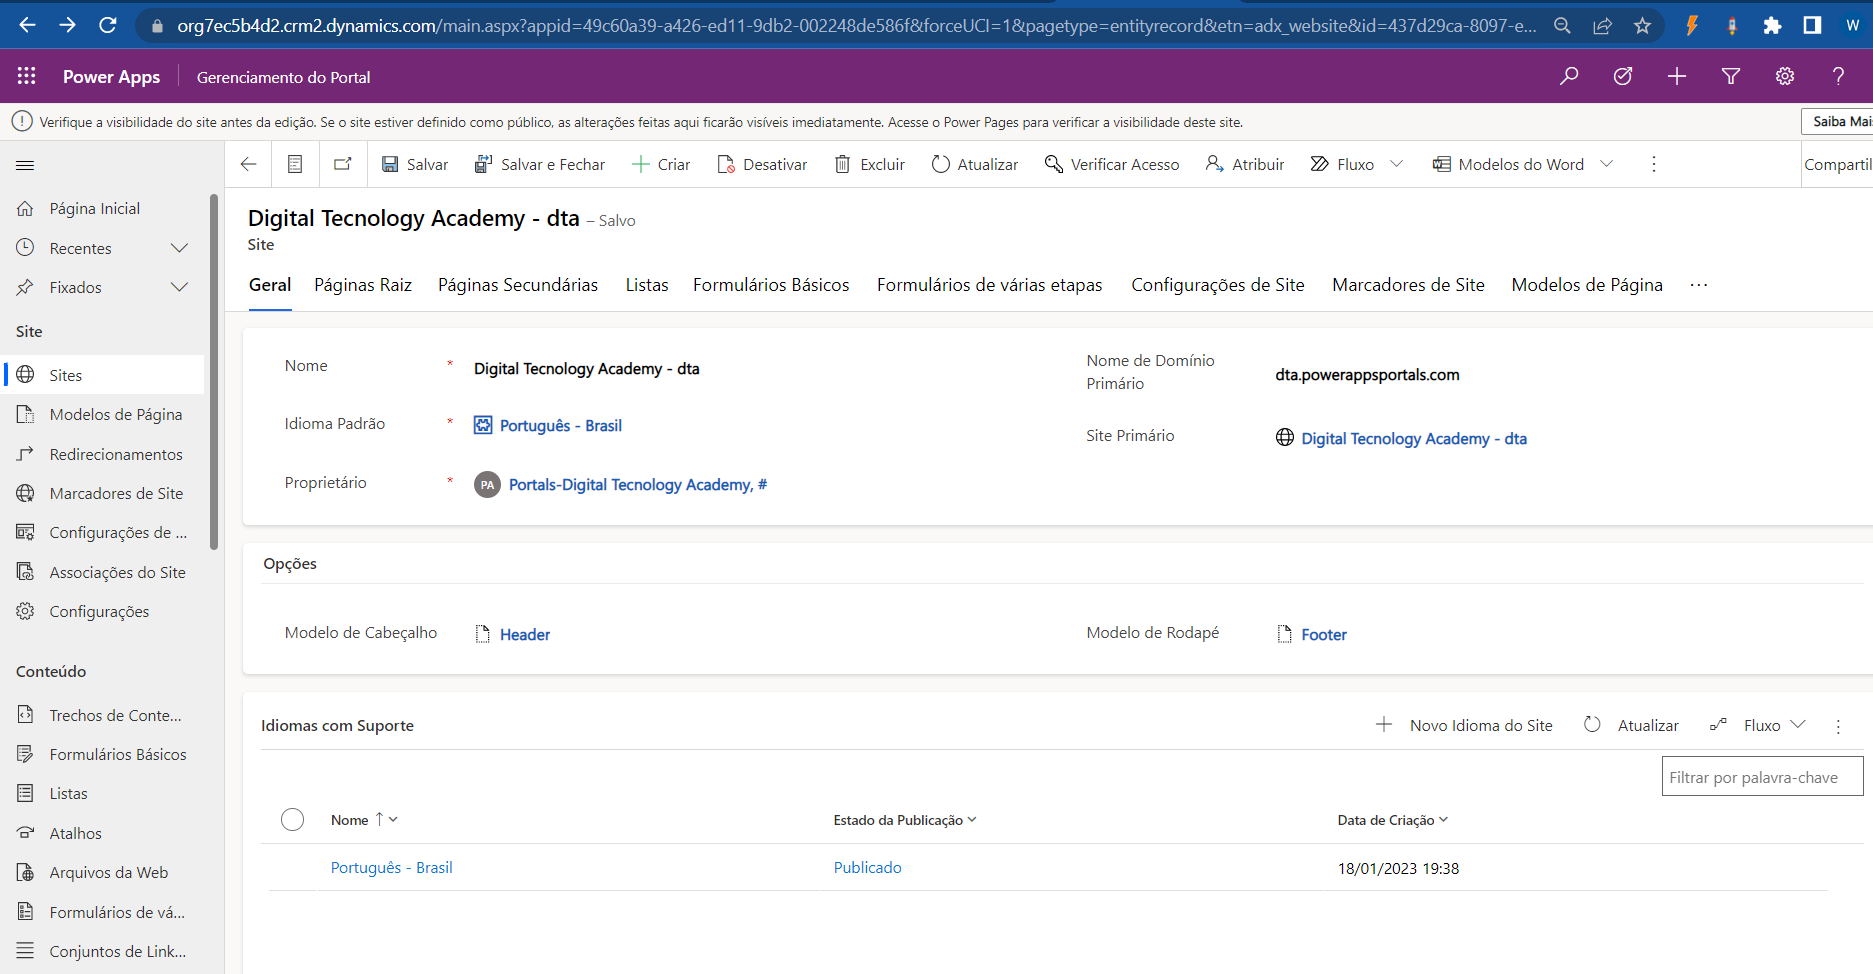 org7ec5b4d2.crm2.dynamics.com/main.aspx?appid=49c60a39-a426-ed11-9db2-002248de586f&forceUCI=1&pagetype=entityrecord&etn=adx_website&id=437d29ca-8097-e...
W
Power Apps
Gerenciamento do Portal
Verifique a visibilidade do site antes da edição. Se o site estiver definido como público, as alterações feitas aqui ficarão visíveis imediatamente. Acesse o Power Pages para verificar a visibilidade deste site.
Saiba Mai
Salvar
Salvar e Fechar
Criar
Desativar
Excluir
Atualizar
Verificar Acesso
Atribuir
Fluxo
Modelos do Word
Compartil
Página Inicial
Recentes
Fixados
Site
Sites
Modelos de Página
Redirecionamentos
Marcadores de Site
Configurações de ...
Associações do Site
Configurações
Conteúdo
Trechos de Conte...
Formulários Básicos
Listas
Atalhos
Arquivos da Web
Formulários de vá...
Conjuntos de Link...
Digital Tecnology Academy - dta – Salvo
Site
Geral
Páginas Raiz
Páginas Secundárias
Listas
Formulários Básicos
Formulários de várias etapas
Configurações de Site
Marcadores de Site
Modelos de Página
...
Nome *
Digital Tecnology Academy - dta
Idioma Padrão *
Português - Brasil
Proprietário *
PA
Portals-Digital Tecnology Academy, #
Nome de Domínio
Primário
dta.powerappsportals.com
Site Primário
Digital Tecnology Academy - dta
Opções
Modelo de Cabeçalho
Header
Modelo de Rodapé
Footer
Idiomas com Suporte
Novo Idioma do Site
Atualizar
Fluxo
Filtrar por palavra-chave
Nome
Estado da Publicação
Data de Criação
Português - Brasil
Publicado
18/01/2023 19:38